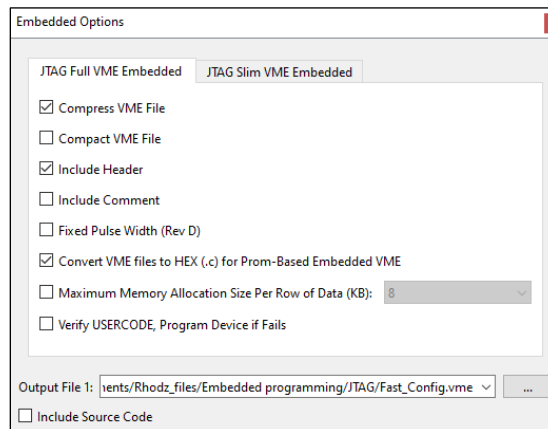 Embedded Options
JTAG Full VME Embedded JTAG Slim VME Embedded
Compress VME File
Compact VME File
Include Header
Include Comment
Fixed Pulse Width (Rev D)
Convert VME files to HEX (.c) for Prom-Based Embedded VME
Maximum Memory Allocation Size Per Row of Data (KB): 8
Verify USERCODE, Program Device if Fails
Output File 1: ents/Rhodz_files/Embedded programming/JTAG/Fast_Config.vme ...
Include Source Code